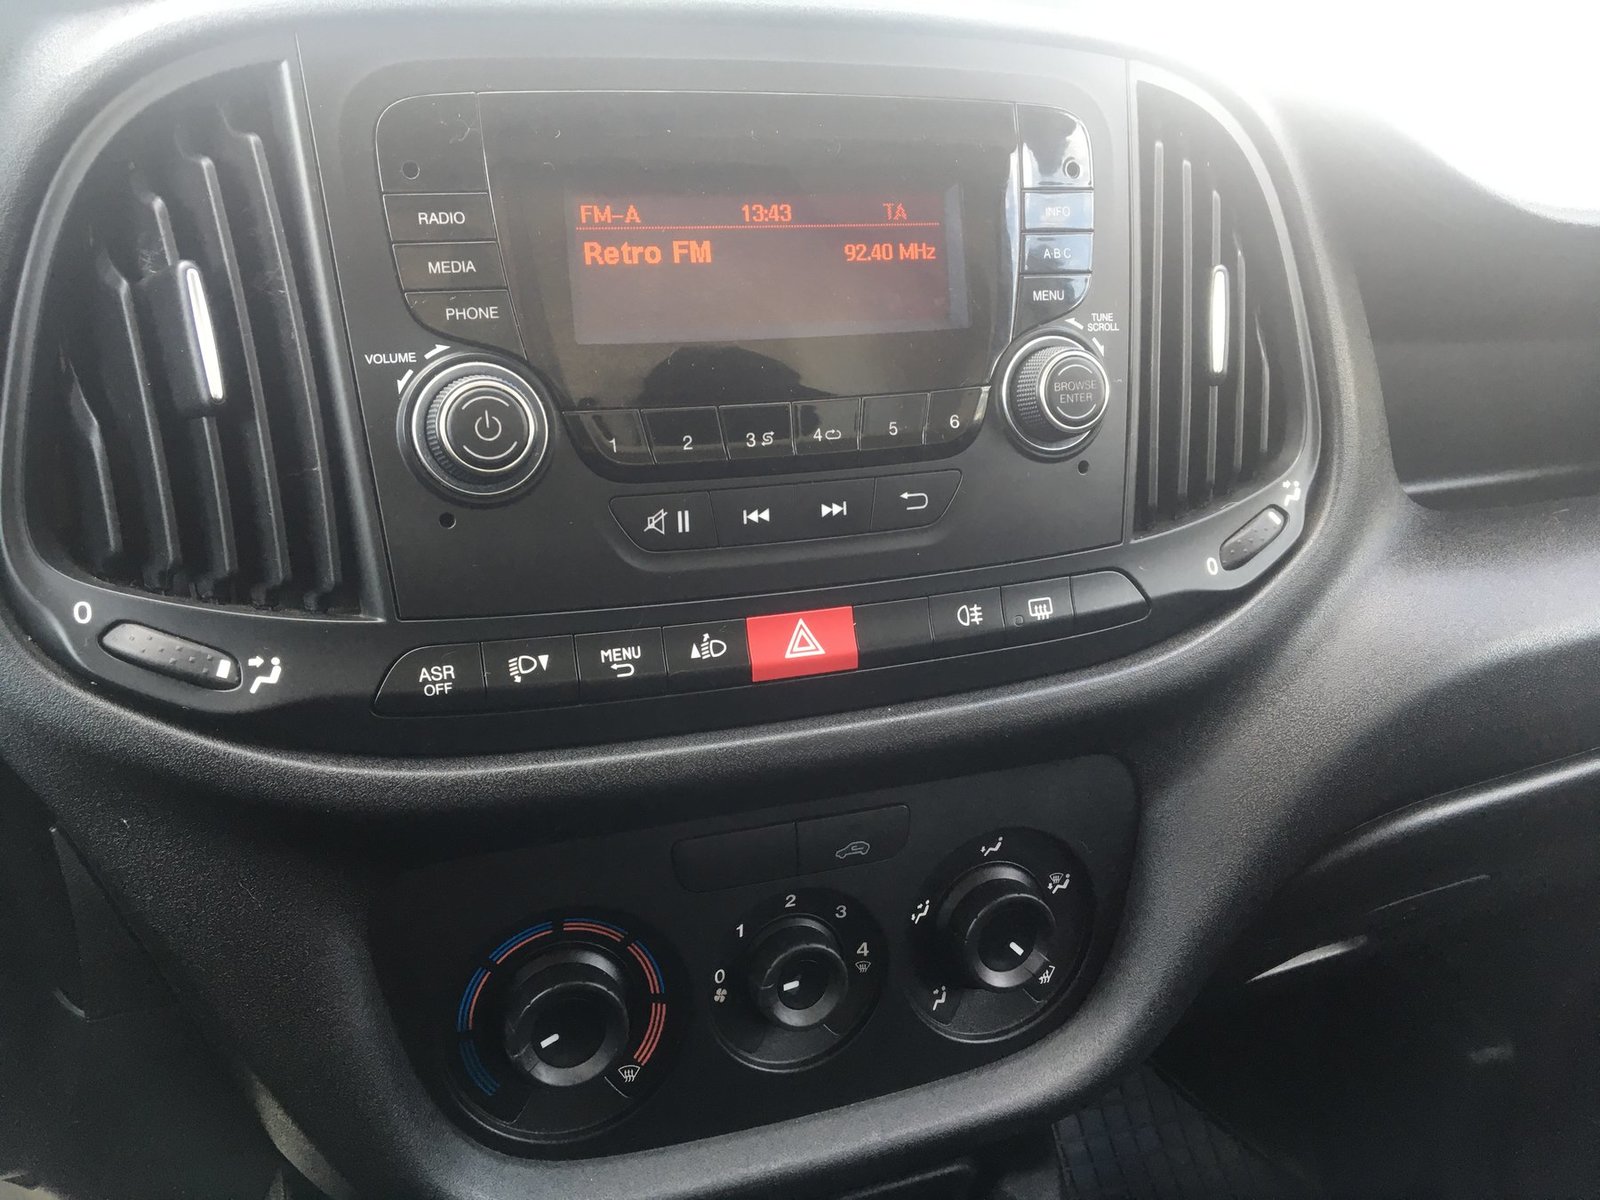 FM-A 13:43 TA
Retro FM 92.40 MHz
RADIO
MEDIA
PHONE
VOLUME
INFO
A-B-C
MENU
TUNE
SCROLL
BROWSE
ENTER
1 2 3 4 5 6
0
0
ASR
OFF
MENU
0 1 2 3 4